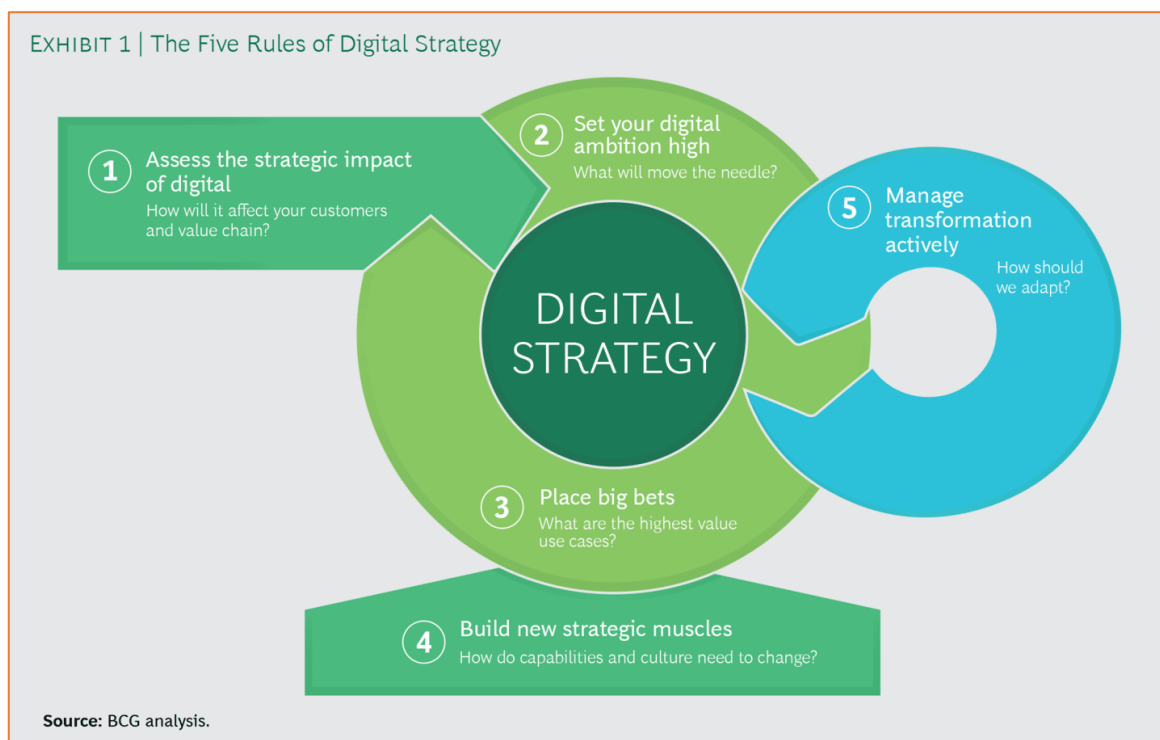 EXHIBIT 1 | The Five Rules of Digital Strategy
1
Assess the strategic impact
of digital
How will it affect your customers
and value chain?
2
Set your digital
ambition high
What will move the needle?
5
Manage
transformation
actively
How should
we adapt?
DIGITAL
STRATEGY
3
Place big bets
What are the highest value
use cases?
4
Build new strategic muscles
How do capabilities and culture need to change?
Source: BCG analysis.